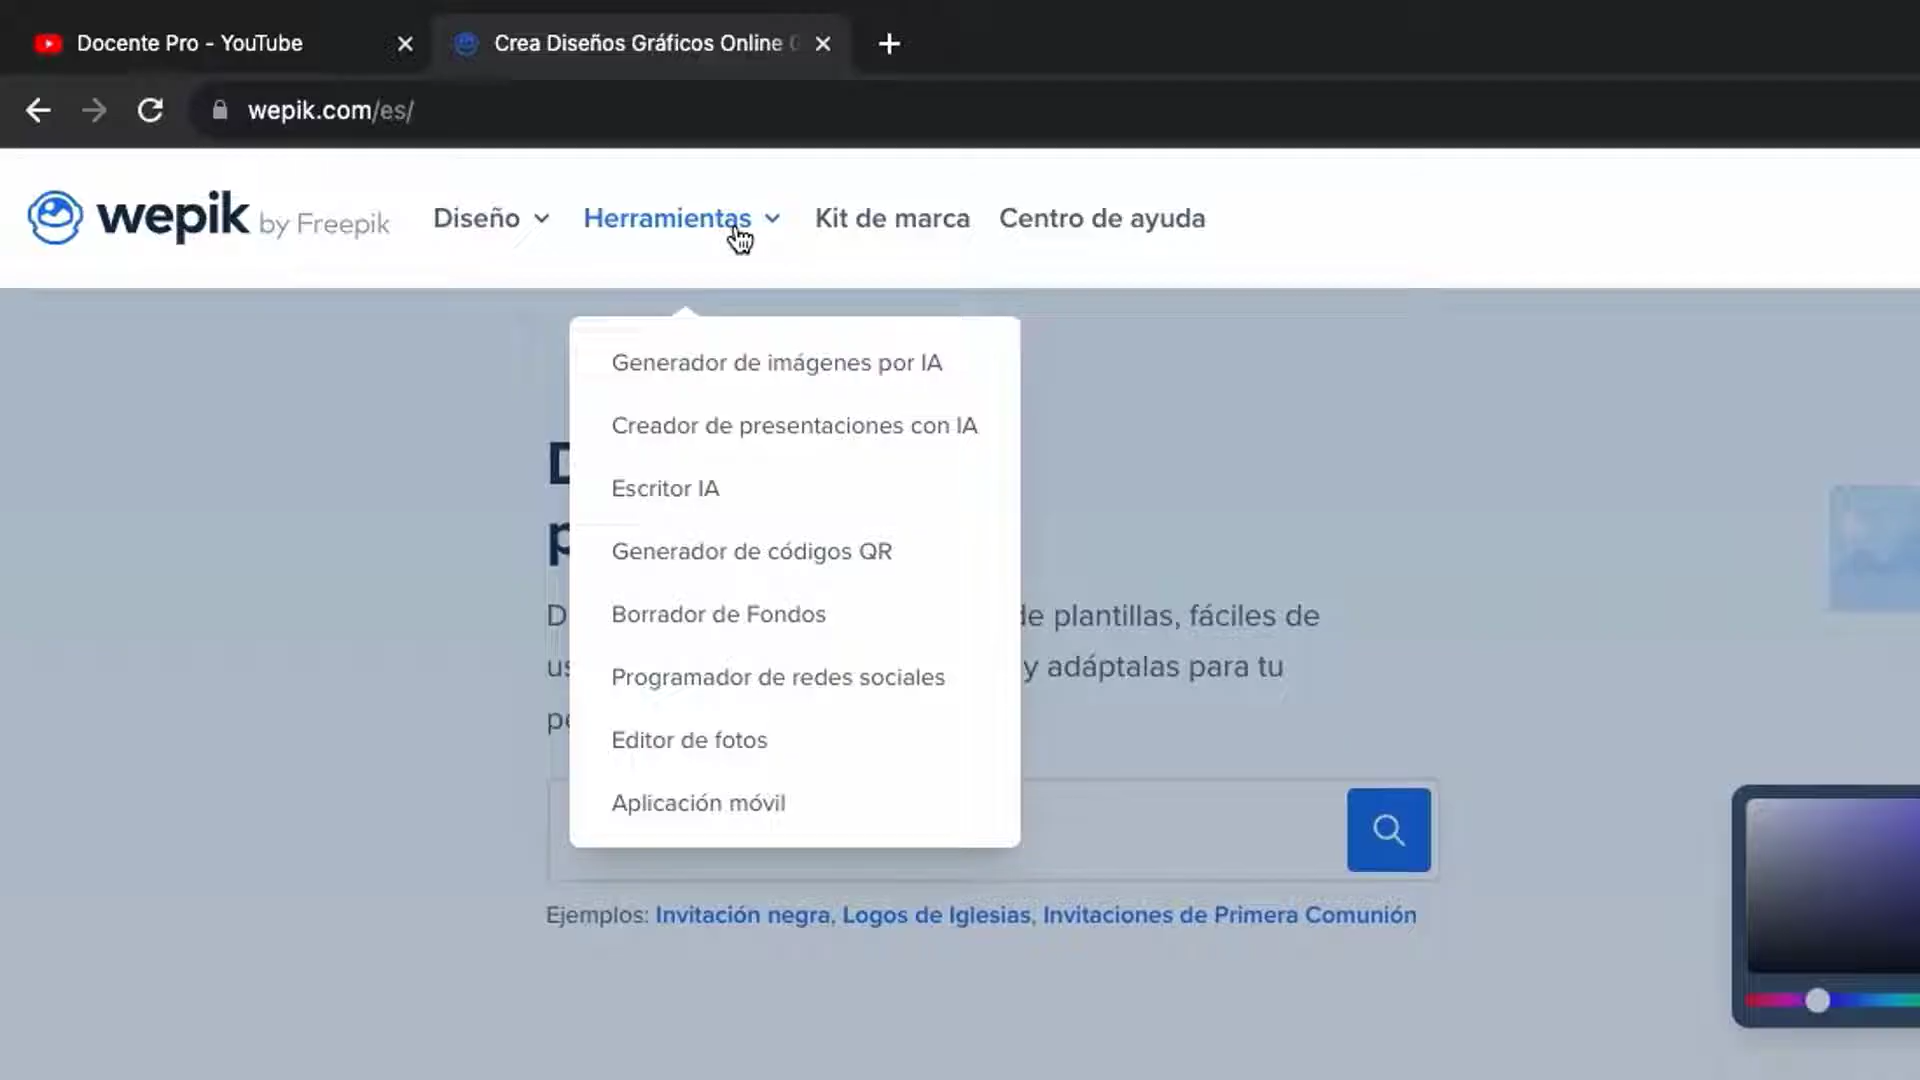 Docente Pro - YouTube
Crea Diseños Gráficos Online
wepik.com/es/
wepik by Freepik
Diseño
Herramientas
Kit de marca
Centro de ayuda
Generador de imágenes por IA
Creador de presentaciones con IA
Escritor IA
Generador de códigos QR
Borrador de Fondos
Programador de redes sociales
Editor de fotos
Aplicación móvil
de plantillas, fáciles de
y adáptalas para tu
Ejemplos: Invitación negra, Logos de Iglesias, Invitaciones de Primera Comunión